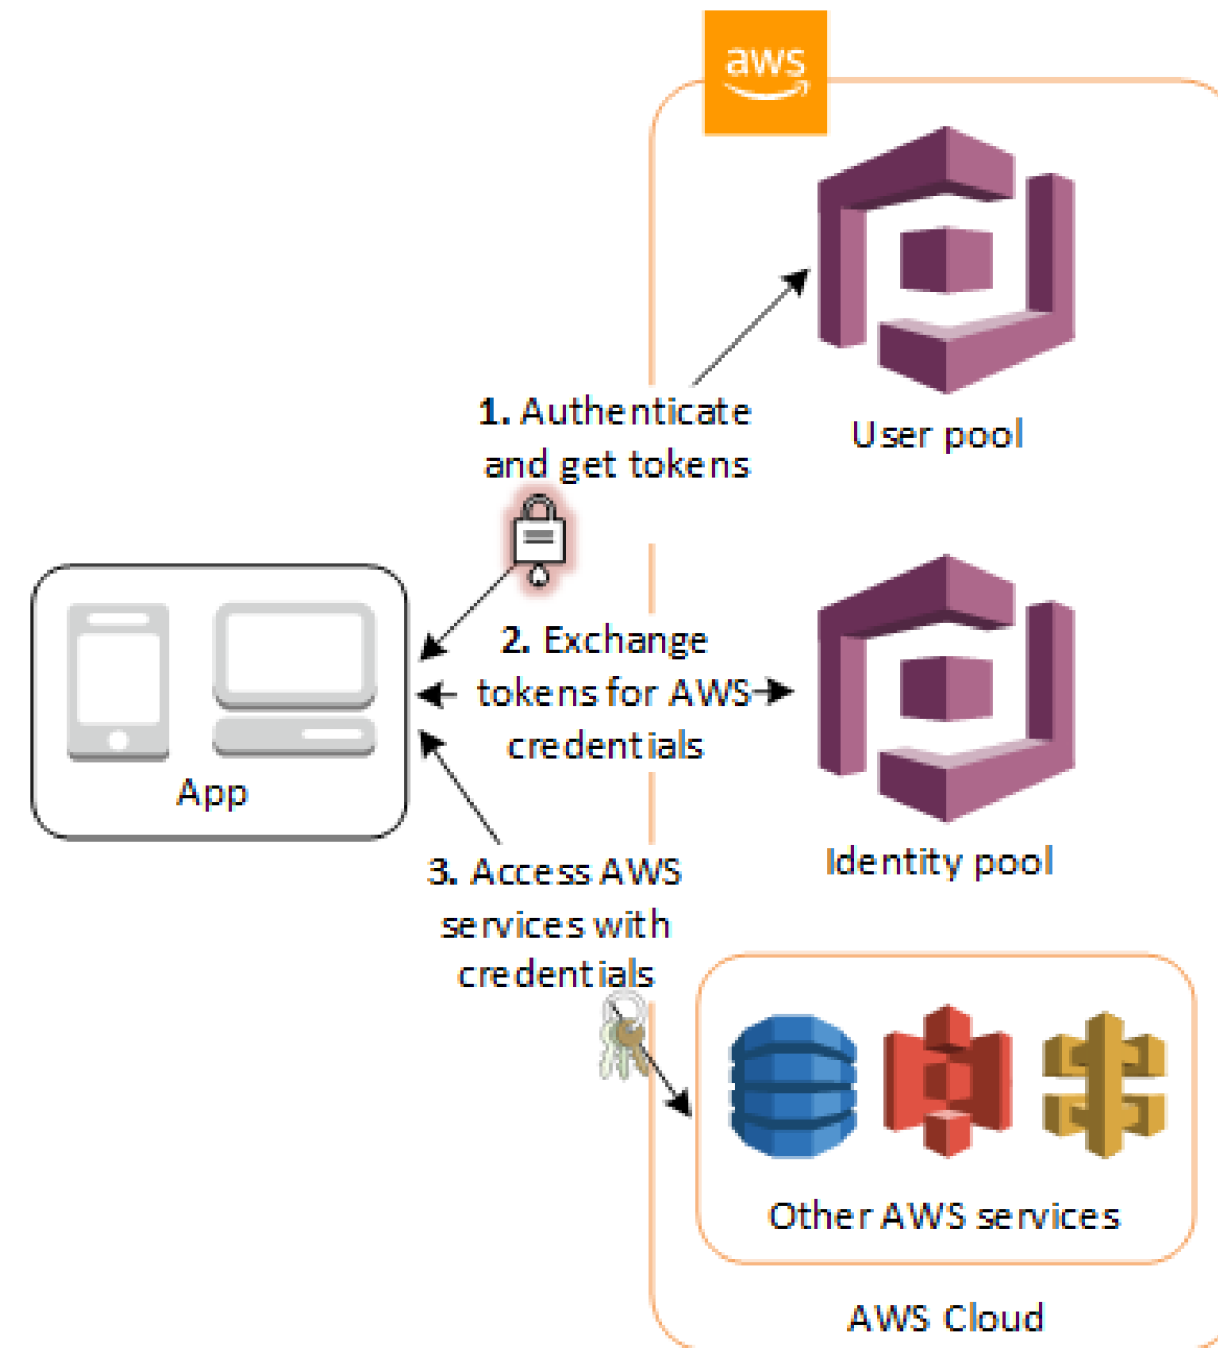 aws
1. Authenticate
and get tokens
User pool
2. Exchange
tokens for AWS
credentials
App
Identity pool
3. Access AWS
services with
credentials
Other AWS services
AWS Cloud